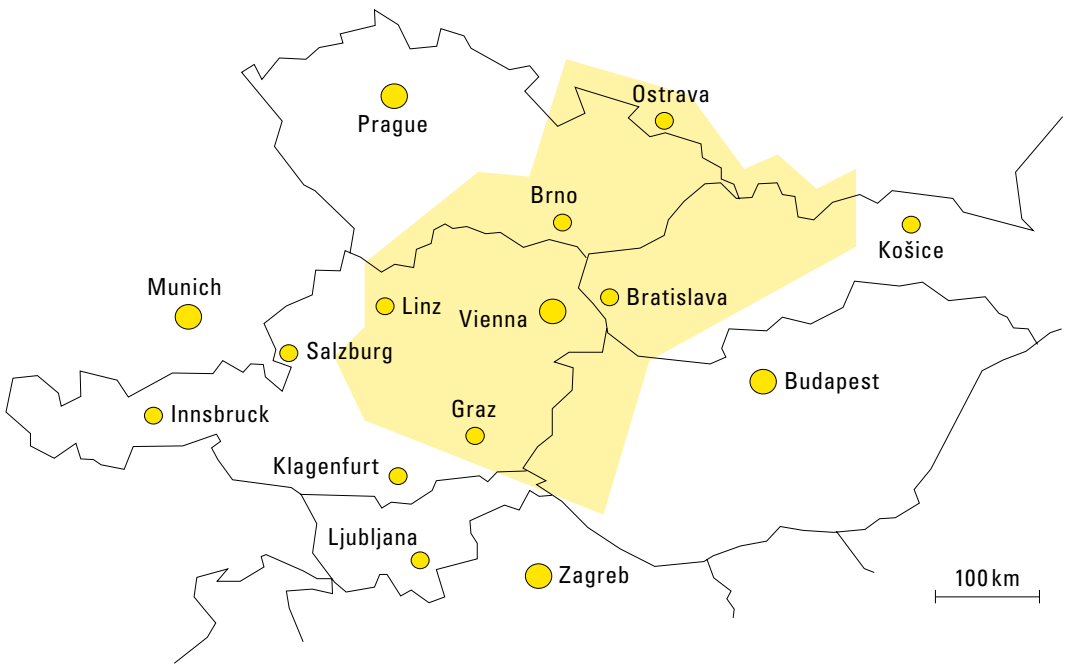 Ostrava
Prague
Brno
Košice
Munich
Linz
Bratislava
Vienna
Salzburg
Budapest
Innsbruck
Graz
Klagenfurt
Ljubljana
Zagreb
100 km